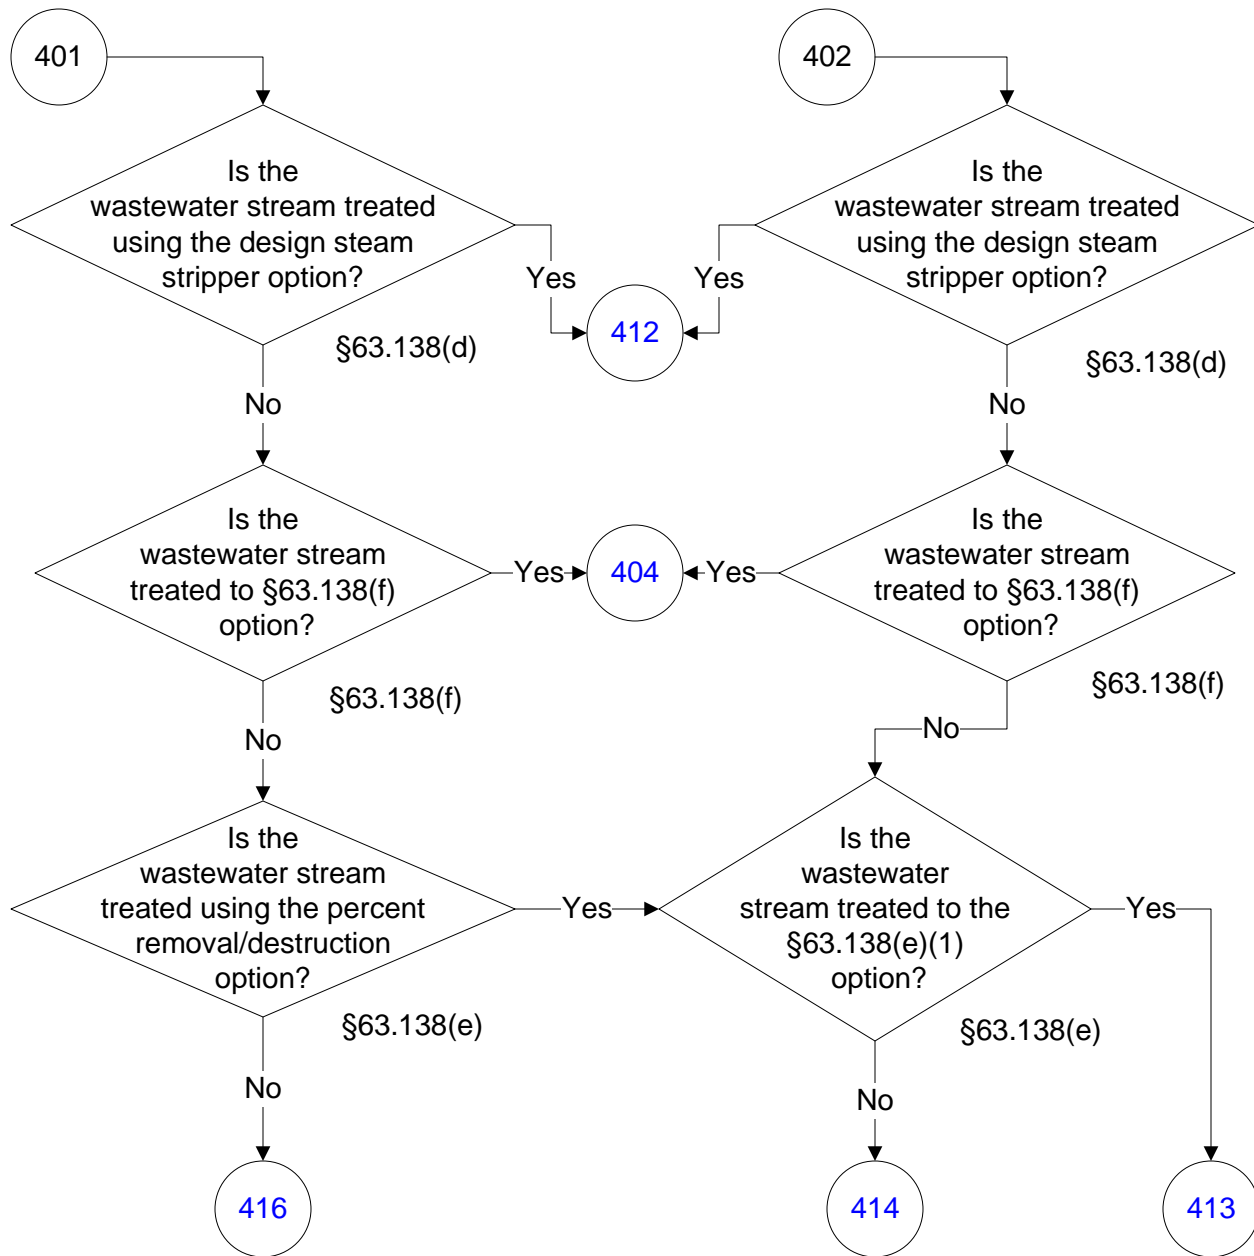 401
402
Is the
wastewater stream treated
using the design steam
stripper option?
Is the
wastewater stream treated
using the design steam
stripper option?
Yes
Yes
412
§63.138(d)
§63.138(d)
No
No
Is the
wastewater stream
treated to §63.138(f)
option?
Yes
404
Yes
Is the
wastewater stream
treated to §63.138(f)
option?
§63.138(f)
§63.138(f)
No
No
Is the
wastewater stream
treated using the percent
removal/destruction
option?
Yes
Is the
wastewater
stream treated to the
§63.138(e)(1)
option?
Yes
§63.138(e)
§63.138(e)
No
No
416
414
413